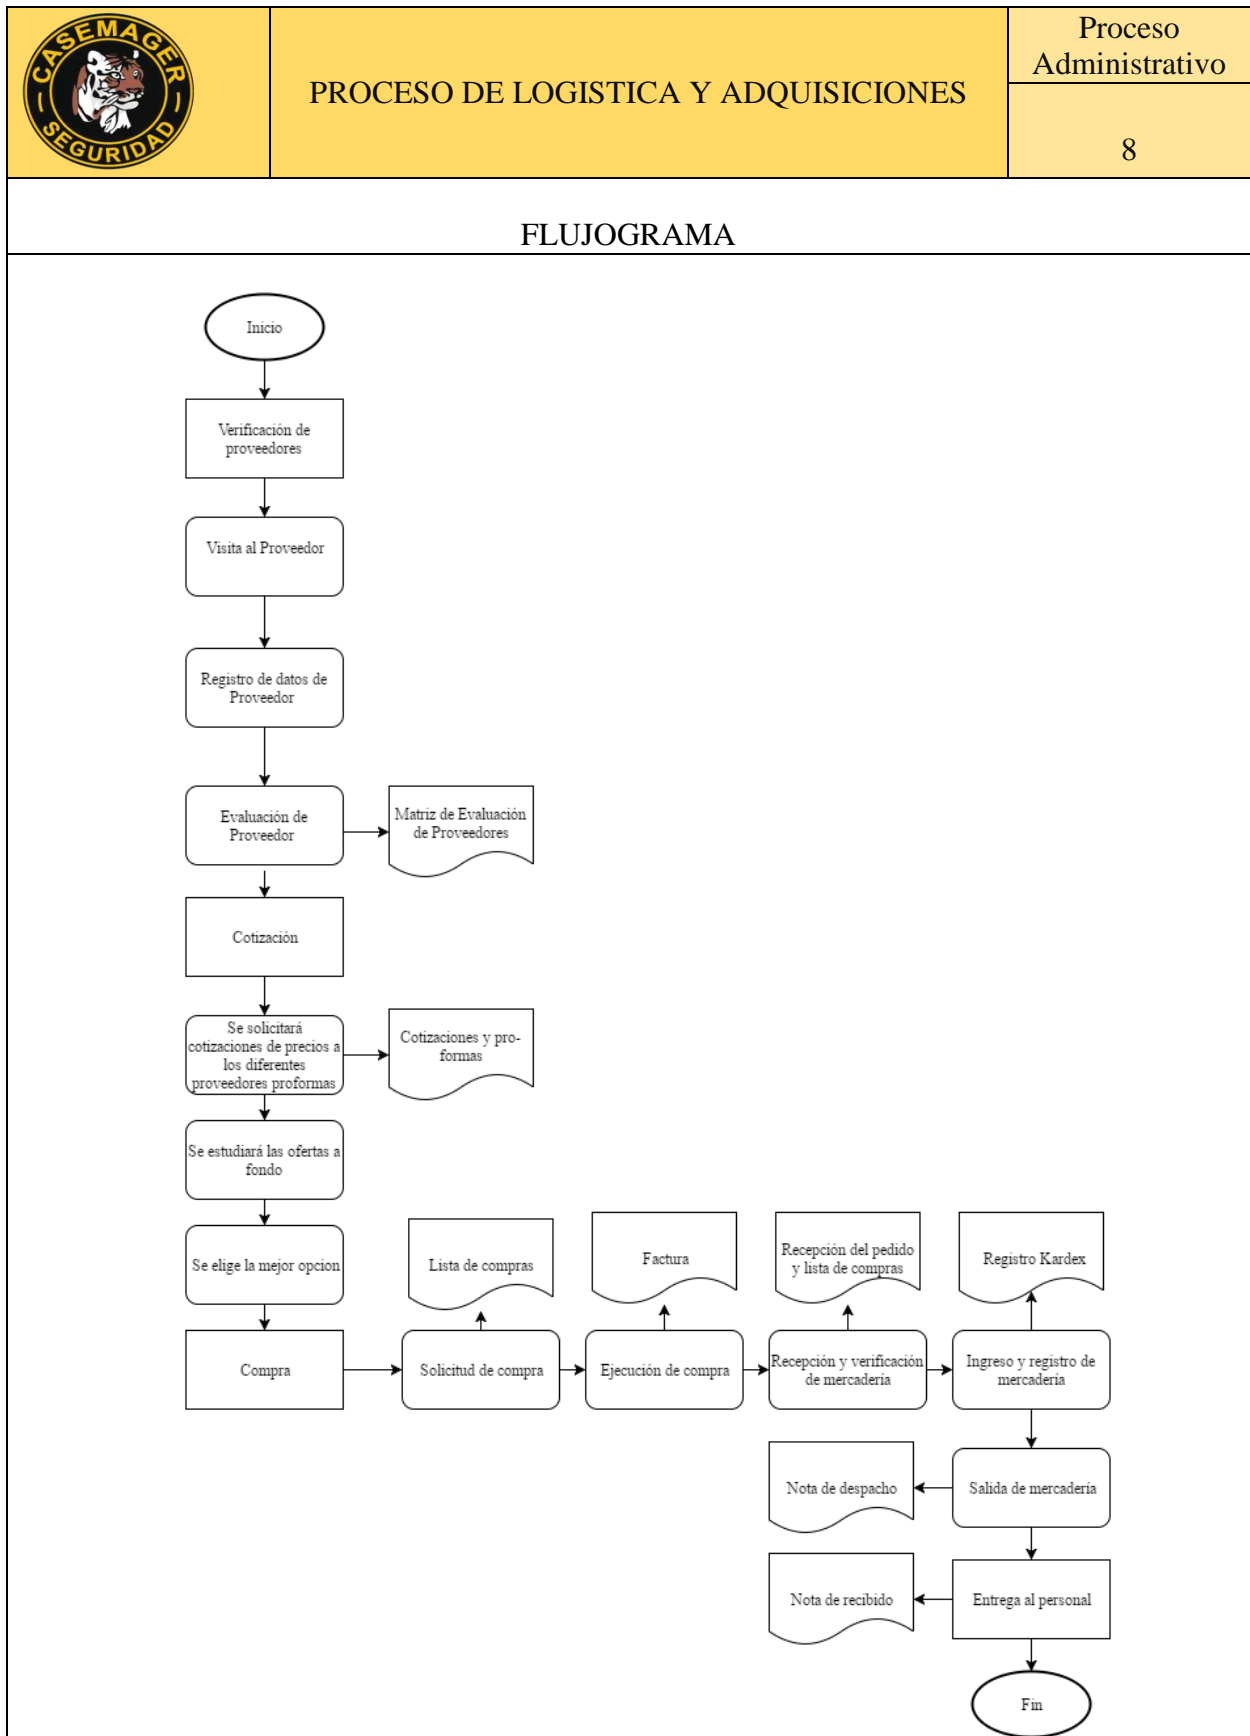 CASEMAGER
SEGURIDAD
PROCESO DE LOGISTICA Y ADQUISICIONES
Proceso
Administrativo
8
FLUJOGRAMA
Inicio
Verificación de
proveedores
Visita al Proveedor
Registro de datos de
Proveedor
Evaluación de
Proveedor
Matriz de Evaluación
de Proveedores
Cotización
Se solicitará
cotizaciones de precios a
los diferentes
proveedores proformas
Cotizaciones y pro-
formas
Se estudiará las ofertas a
fondo
Se elige la mejor opcion
Compra
Lista de compras
Solicitud de compra
Factura
Ejecución de compra
Recepción del pedido
y lista de compras
Recepción y verificación
de mercadería
Registro Kardex
Ingreso y registro de
mercadería
Nota de despacho
Salida de mercadería
Nota de recibido
Entrega al personal
Fin